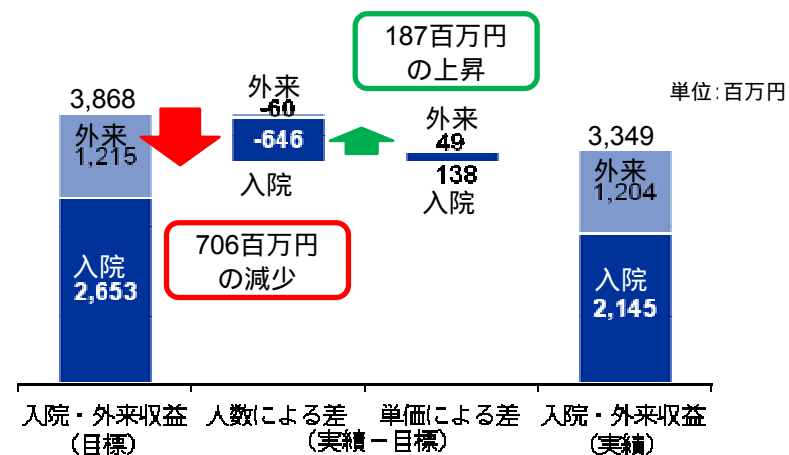 187百万円
の上昇
単位：百万円
3,868
外来
1,215
入院
2,653
外来
-60
-646
入院
706百万円
の減少
外来
49
138
入院
3,349
外来
1,204
入院
2,145
入院・外来収益
（目標）
人数による差
単価による差
（実績－目標）
入院・外来収益
（実績）